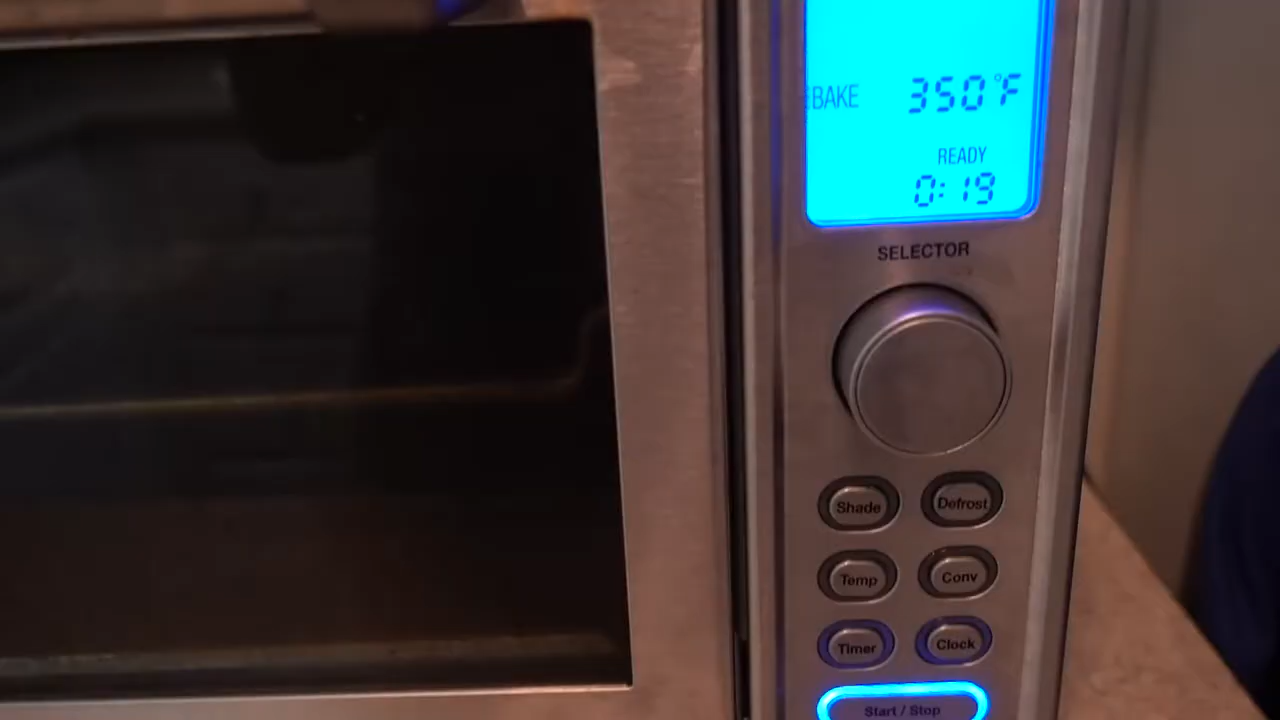 BAKE 350°F
READY
0:19
SELECTOR
Shade Defrost
Temp Conv
Timer Clock
Start / Stop